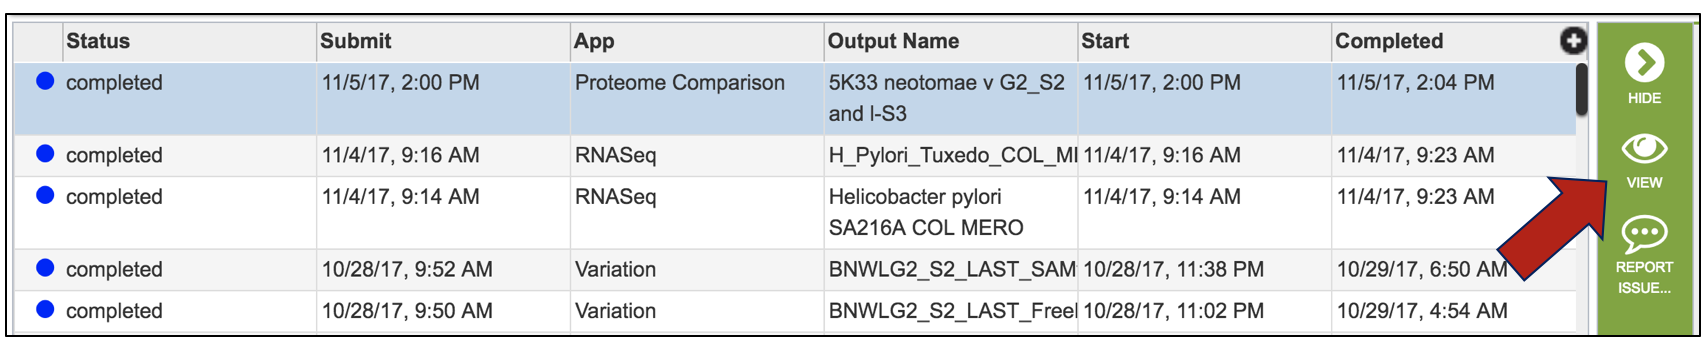 Status Submit App Output Name Start Completed
completed 11/5/17, 2:00 PM Proteome Comparison 5K33 neotomae v G2_S2 11/5/17, 2:00 PM 11/5/17, 2:04 PM
and I-S3
completed 11/4/17, 9:16 AM RNASeq H_Pylori_Tuxedo_COL_MI 11/4/17, 9:16 AM 11/4/17, 9:23 AM
completed 11/4/17, 9:14 AM RNASeq Helicobacter pylori 11/4/17, 9:14 AM 11/4/17, 9:23 AM
SA216A COL MERO
completed 10/28/17, 9:52 AM Variation BNWLG2_S2_LAST_SAM 10/28/17, 11:38 PM 10/29/17, 6:50 AM
completed 10/28/17, 9:50 AM Variation BNWLG2_S2_LAST_Free 10/28/17, 11:02 PM 10/29/17, 4:54 AM
HIDE
VIEW
REPORT
ISSUE...